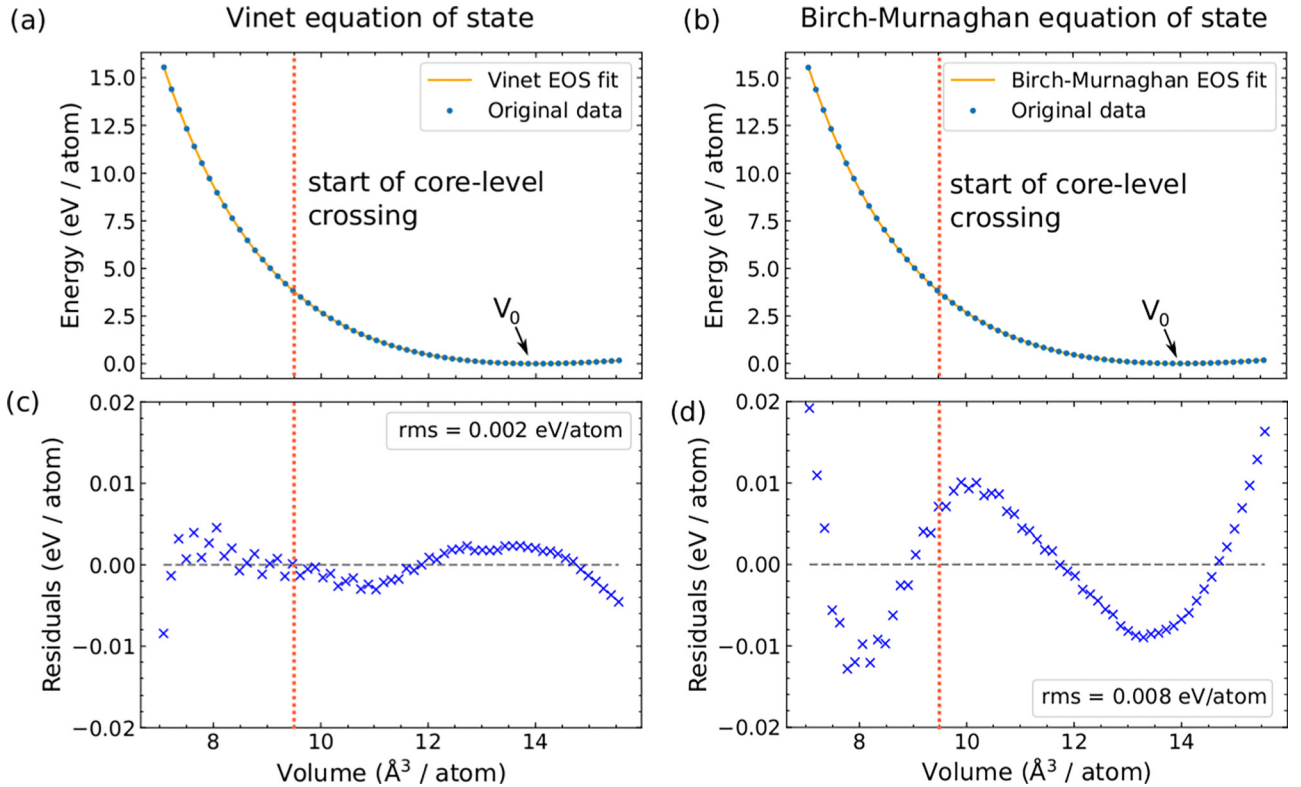 (a)
Vinet equation of state
(b)
Birch-Murnaghan equation of state
Energy (eV / atom)
15.0
12.5
10.0
7.5
5.0
2.5
0.0
Vinet EOS fit
Original data
start of core-level
crossing
V₀
Energy (eV / atom)
15.0
12.5
10.0
7.5
5.0
2.5
0.0
Birch-Murnaghan EOS fit
Original data
start of core-level
crossing
V₀
(c)
Residuals (eV / atom)
0.02
0.01
0.00
−0.01
−0.02
rms = 0.002 eV/atom
8 10 12 14
Volume (Å³ / atom)
(d)
Residuals (eV / atom)
0.02
0.01
0.00
−0.01
−0.02
rms = 0.008 eV/atom
8 10 12 14
Volume (Å³ / atom)